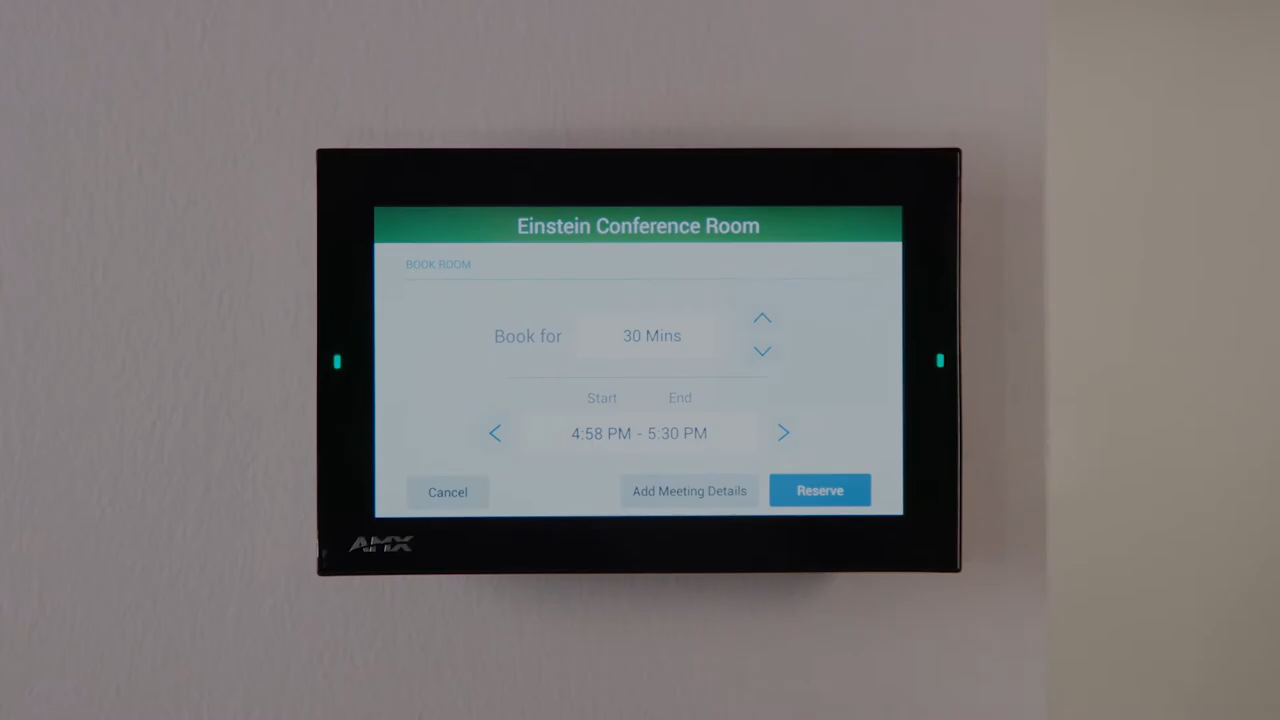 Einstein Conference Room
BOOK ROOM
Book for 30 Mins
Start End
4:58 PM - 5:30 PM
Cancel Add Meeting Details Reserve
AMX